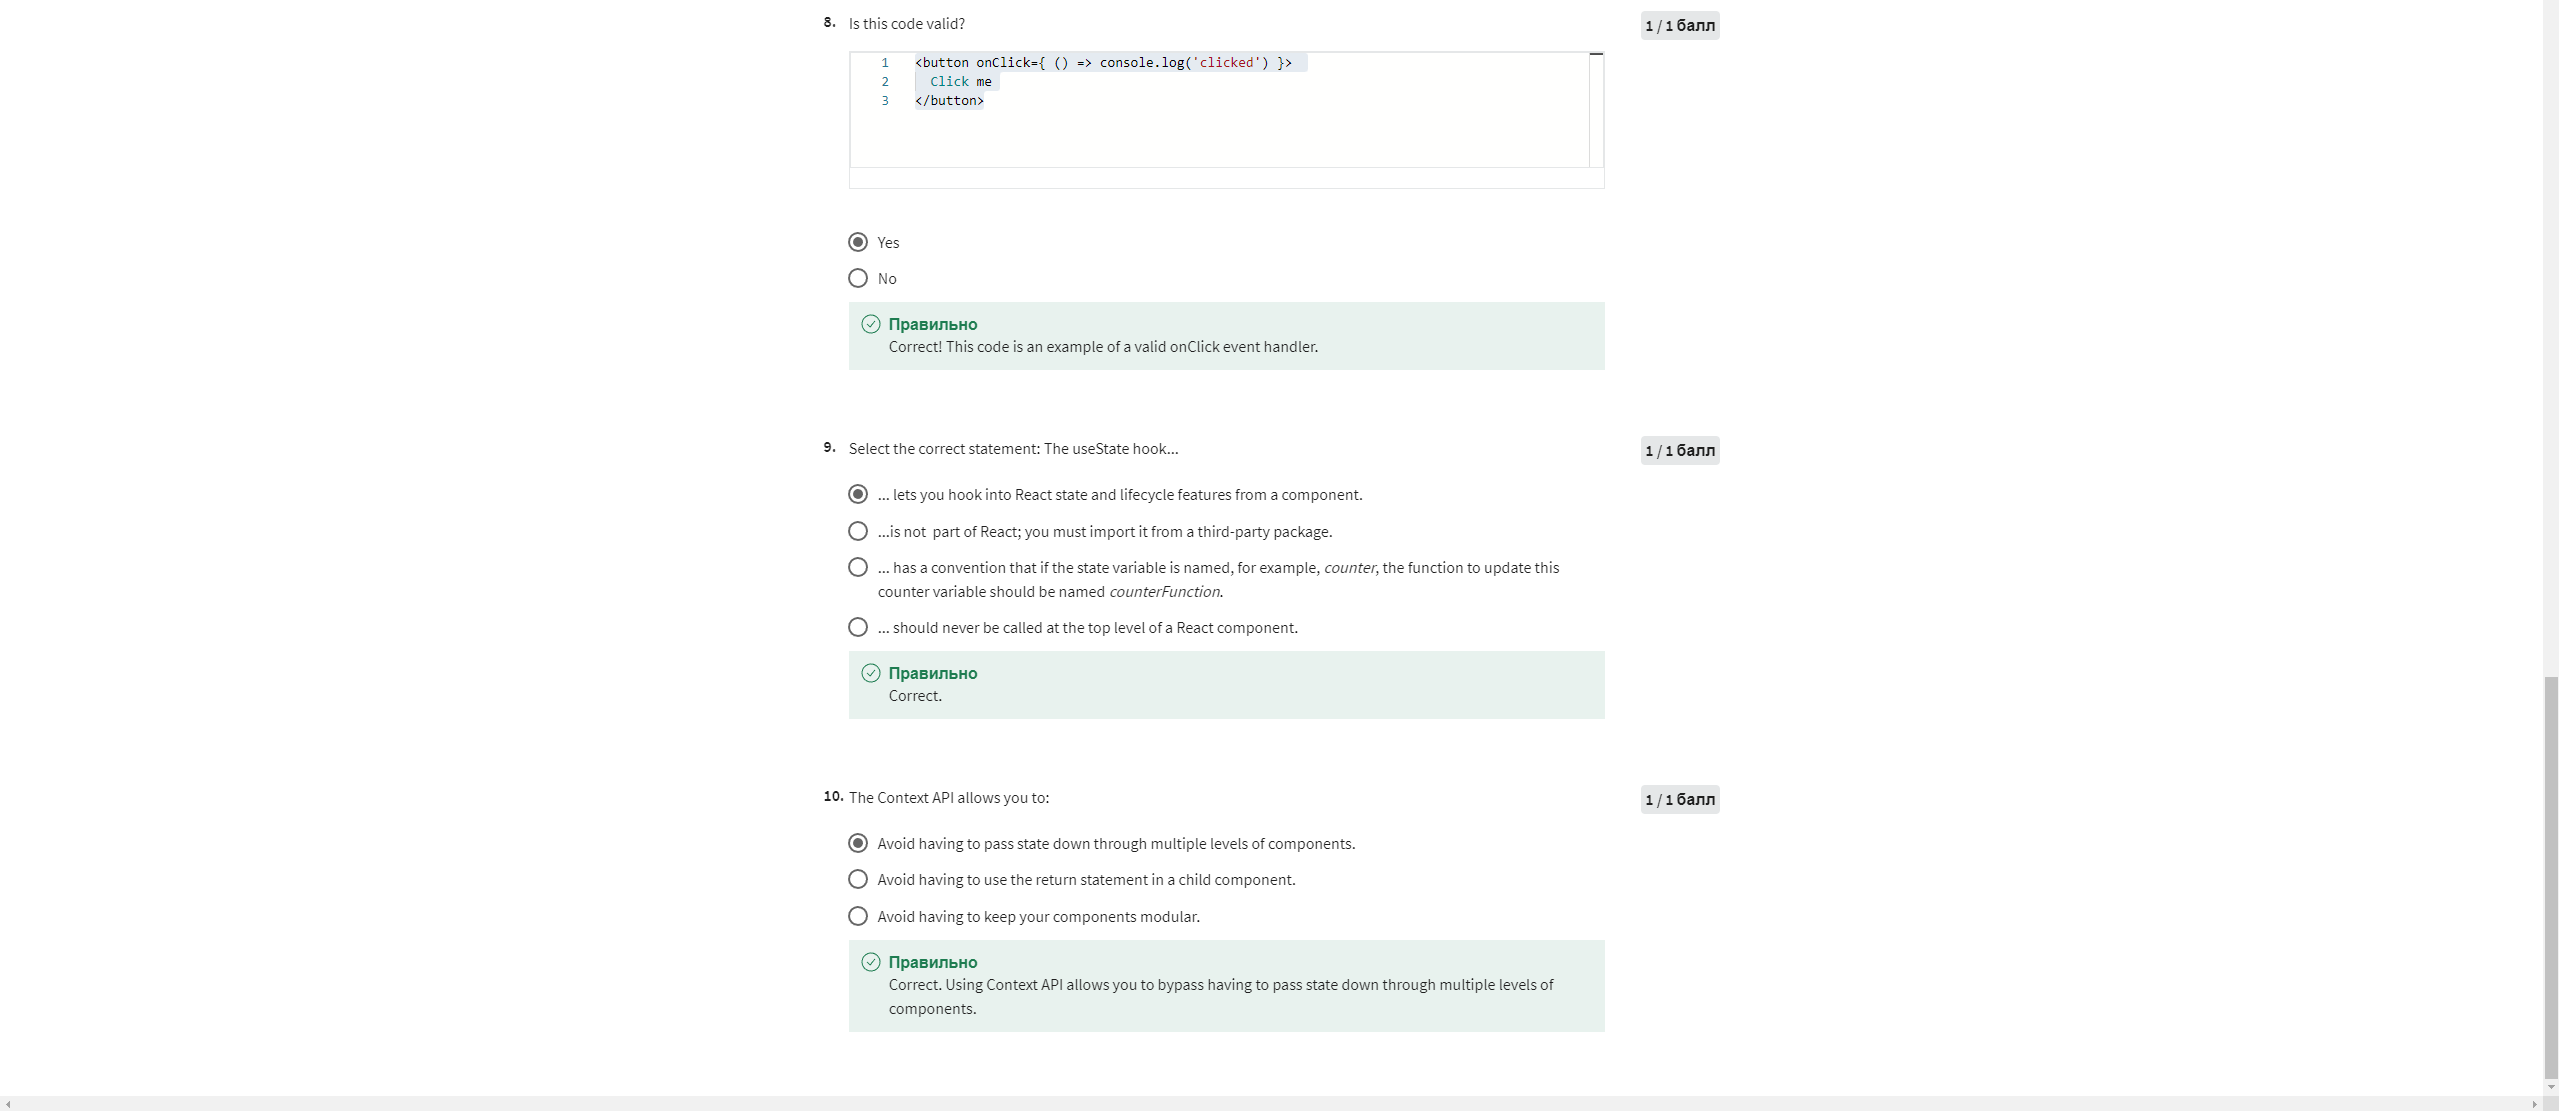 8. Is this code valid?
1 / 1 балл
1 <button onClick={ () => console.log('clicked') }>
2 Click me
3 </button>
Yes
No
Правильно
Correct! This code is an example of a valid onClick event handler.
9. Select the correct statement: The useState hook...
1 / 1 балл
... lets you hook into React state and lifecycle features from a component.
...is not  part of React; you must import it from a third-party package.
... has a convention that if the state variable is named, for example, counter, the function to update this
counter variable should be named counterFunction.
... should never be called at the top level of a React component.
Правильно
Correct.
10. The Context API allows you to:
1 / 1 балл
Avoid having to pass state down through multiple levels of components.
Avoid having to use the return statement in a child component.
Avoid having to keep your components modular.
Правильно
Correct. Using Context API allows you to bypass having to pass state down through multiple levels of
components.